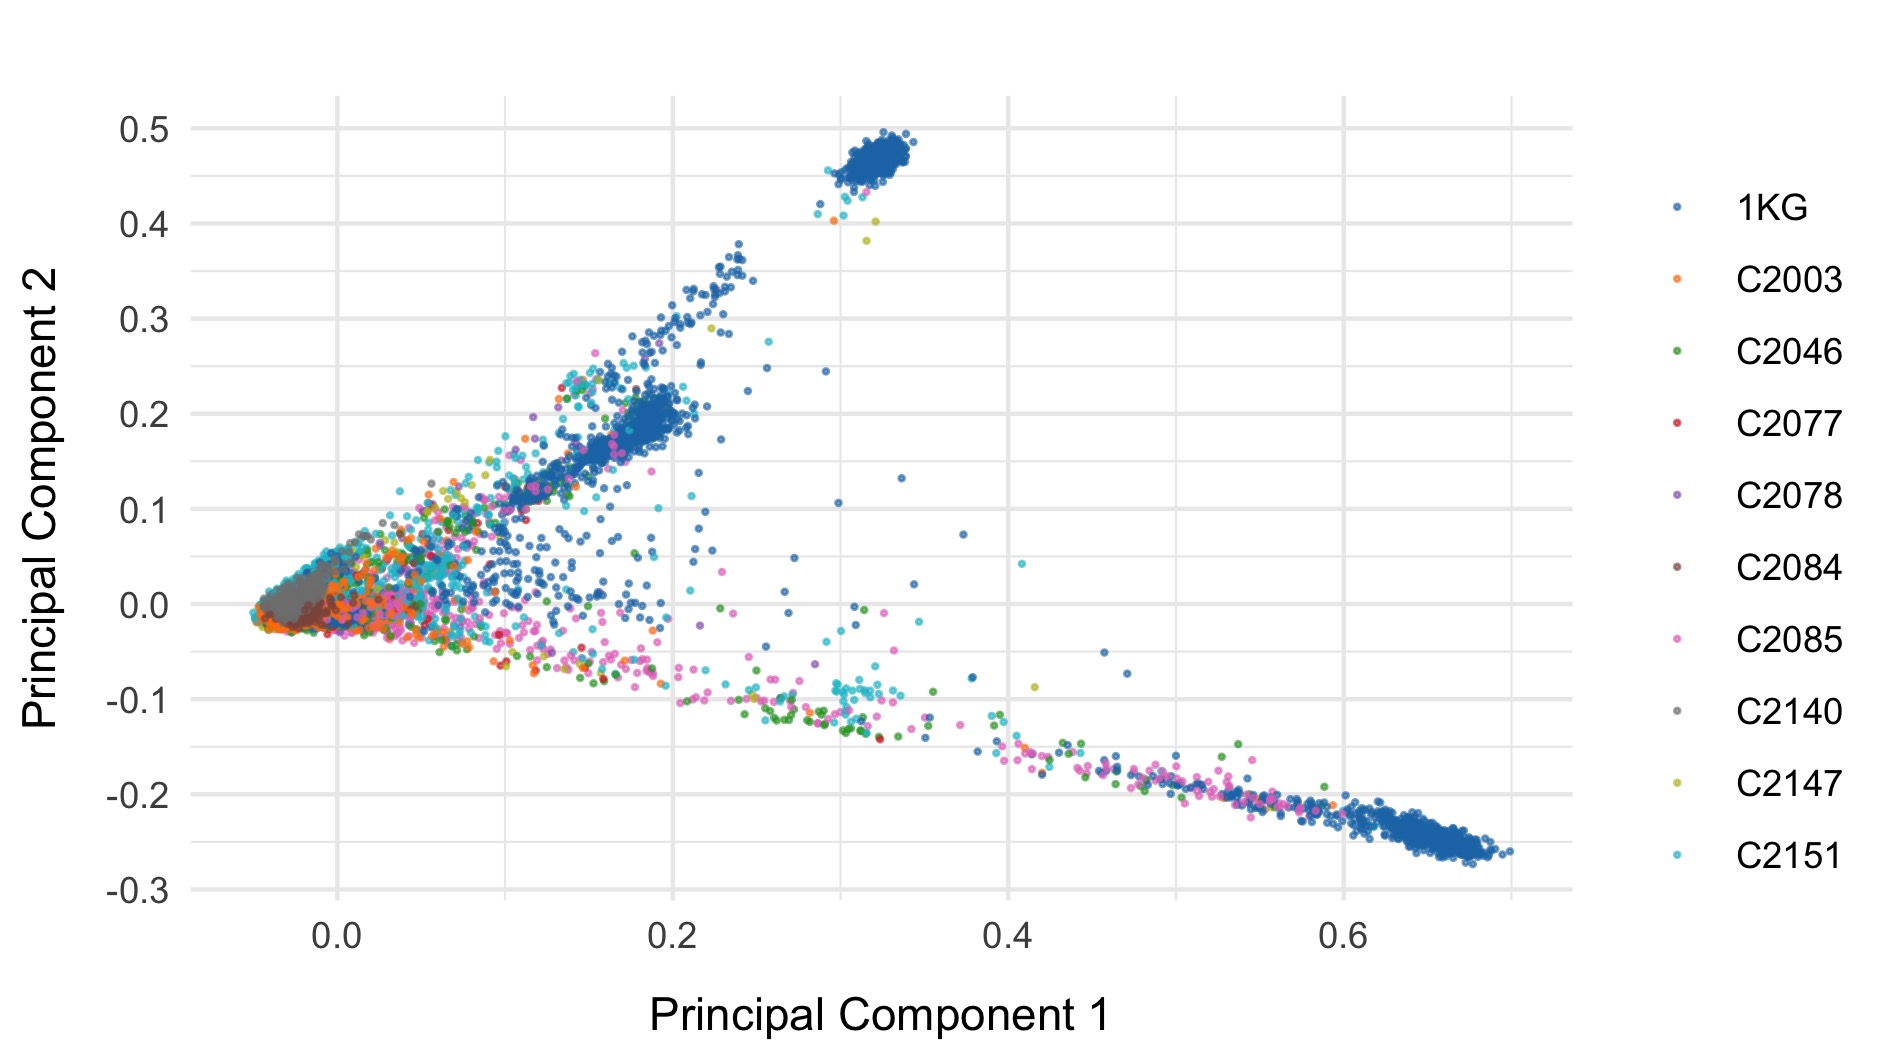 0.5
0.4
0.3
0.2
0.1
0.0
-0.1
-0.2
-0.3
Principal Component 2
0.0 0.2 0.4 0.6
Principal Component 1
1KG
C2003
C2046
C2077
C2078
C2084
C2085
C2140
C2147
C2151